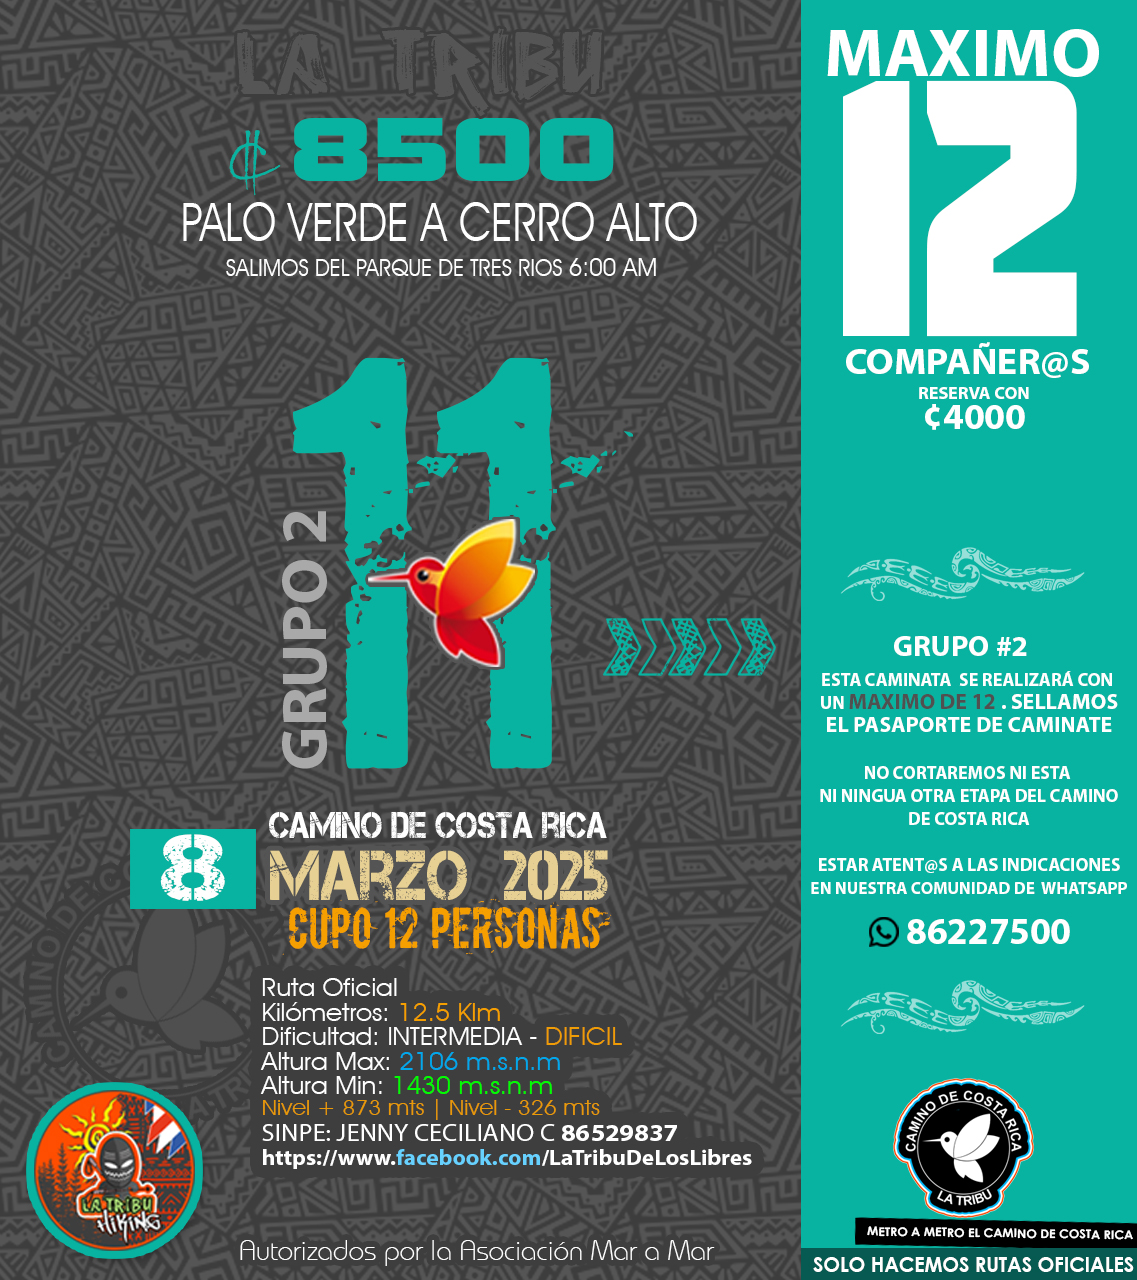 LA TRIBU
₡ 8500
PALO VERDE A CERRO ALTO
SALIMOS DEL PARQUE DE TRES RIOS 6:00 AM
GRUPO 2
11
CAMINO DE COSTA RICA
8
MARZO 2025
CUPO 12 PERSONAS
CAMINO
Ruta Oficial
Kilómetros: 12.5 Klm
Dificultad: INTERMEDIA - DIFICIL
Altura Max: 2106 m.s.n.m
Altura Min: 1430 m.s.n.m
Nivel + 873 mts | Nivel - 326 mts
SINPE: JENNY CECILIANO C 86529837
https://www.facebook.com/LaTribuDeLosLibres
LA TRIBU
HIKING
Autorizados por la Asociación Mar a Mar
MAXIMO
12
COMPAÑER@S
RESERVA CON
¢4000
GRUPO #2
ESTA CAMINATA SE REALIZARÁ CON
UN MAXIMO DE 12 . SELLAMOS
EL PASAPORTE DE CAMINATE
NO CORTAREMOS NI ESTA
NI NINGUA OTRA ETAPA DEL CAMINO
DE COSTA RICA
ESTAR ATENT@S A LAS INDICACIONES
EN NUESTRA COMUNIDAD DE WHATSAPP
86227500
CAMINO DE COSTA RICA
LA TRIBU
METRO A METRO EL CAMINO DE COSTA RICA
SOLO HACEMOS RUTAS OFICIALES